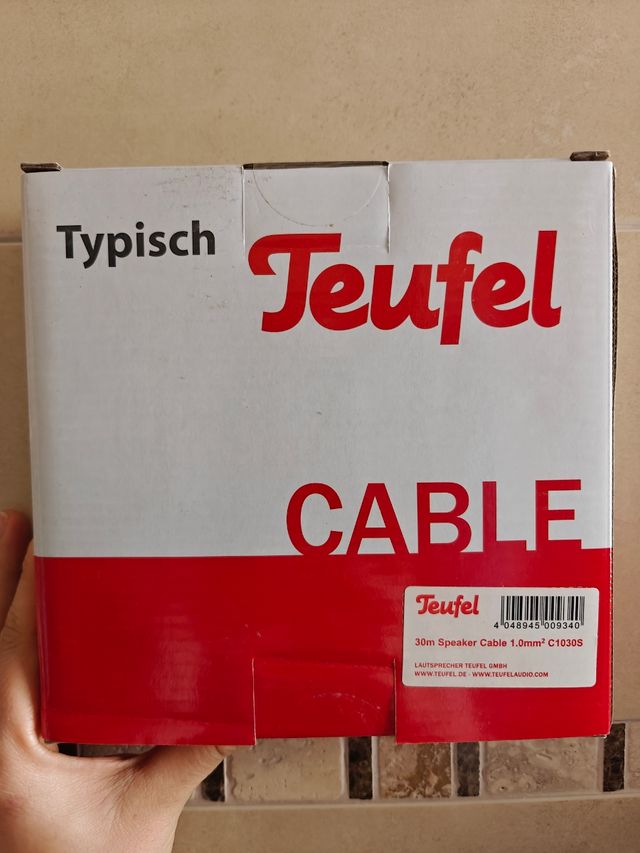 Typisch
Teufel
CABLE
Teufel
4 048945 009340
30m Speaker Cable 1.0mm² C1030S
LAUTSPRECHER TEUFEL GMBH
WWW.TEUFEL.DE - WWW.TEUFELAUDIO.COM